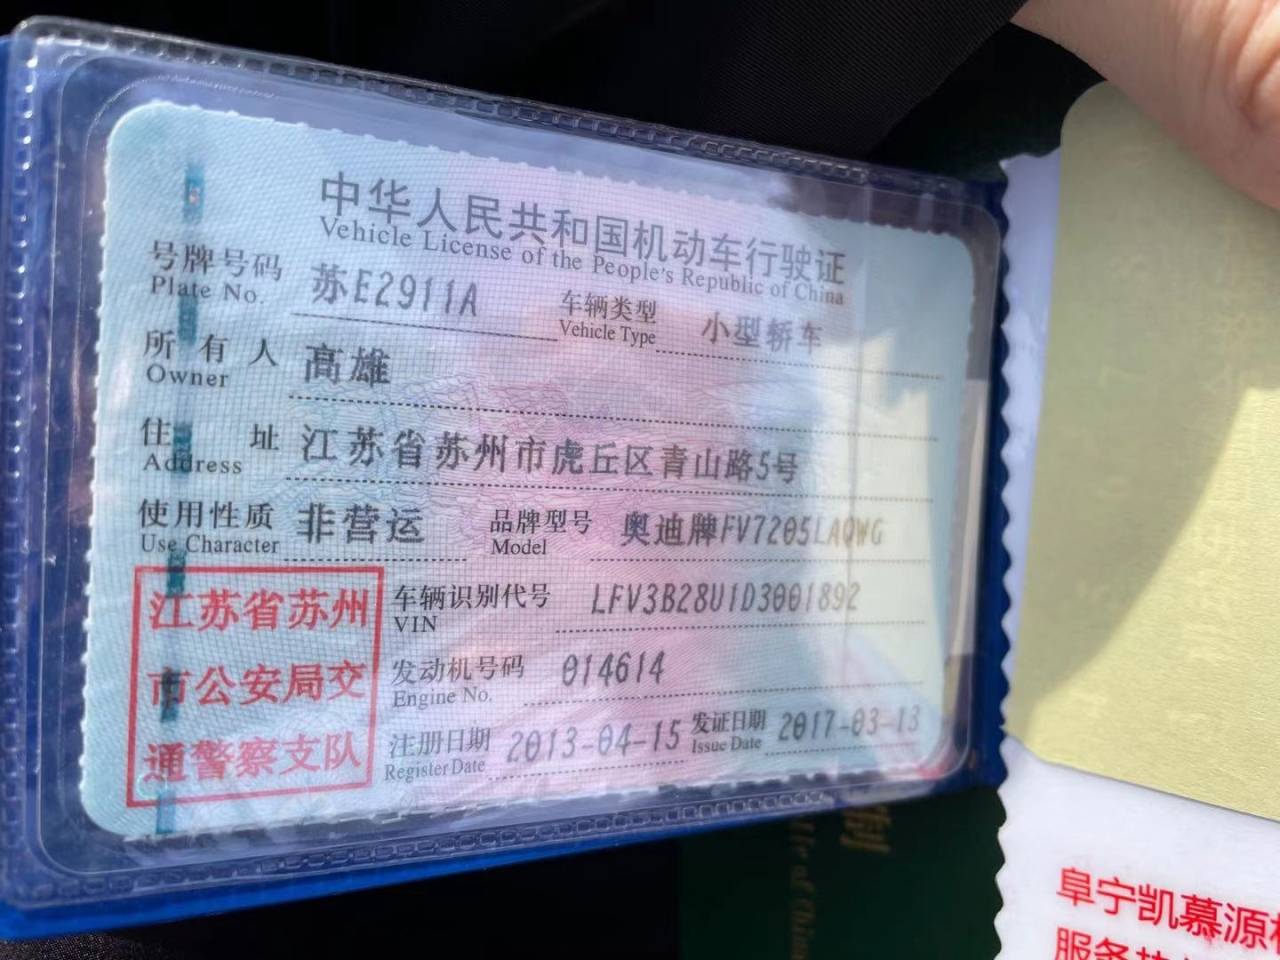 中华人民共和国机动车行驶证
Vehicle License of the People's Republic of China
号牌号码 苏E2911A 车辆类型 小型轿车
Plate No. Vehicle Type
所有人 高雄
Owner
住址 江苏省苏州市虎丘区青山路5号
Address
使用性质 非营运 品牌型号 奥迪牌FV7205LAQWG
Use Character Model
江苏省苏州
市公安局交
通警察支队
车辆识别代号 LFV3B28U1D3001892
VIN
发动机号码 014614
Engine No.
注册日期 2013-04-15 发证日期 2017-03-13
Register Date Issue Date
阜宁凯慕源
服务热